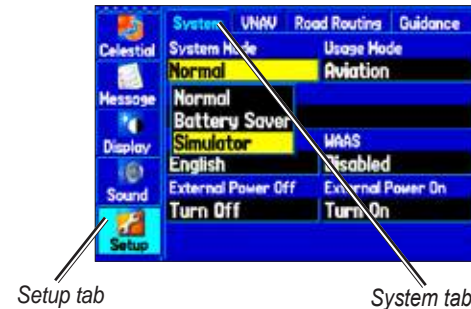 System VNAV Road Routing Guidance
Celestial
System Mode Usage Mode
Normal Aviation
Message
Normal
Battery Saver
Display
Simulator WAAS
English Disabled
External Power Off External Power On
Sound
Turn Off Turn On
Setup
Setup tab
System tab